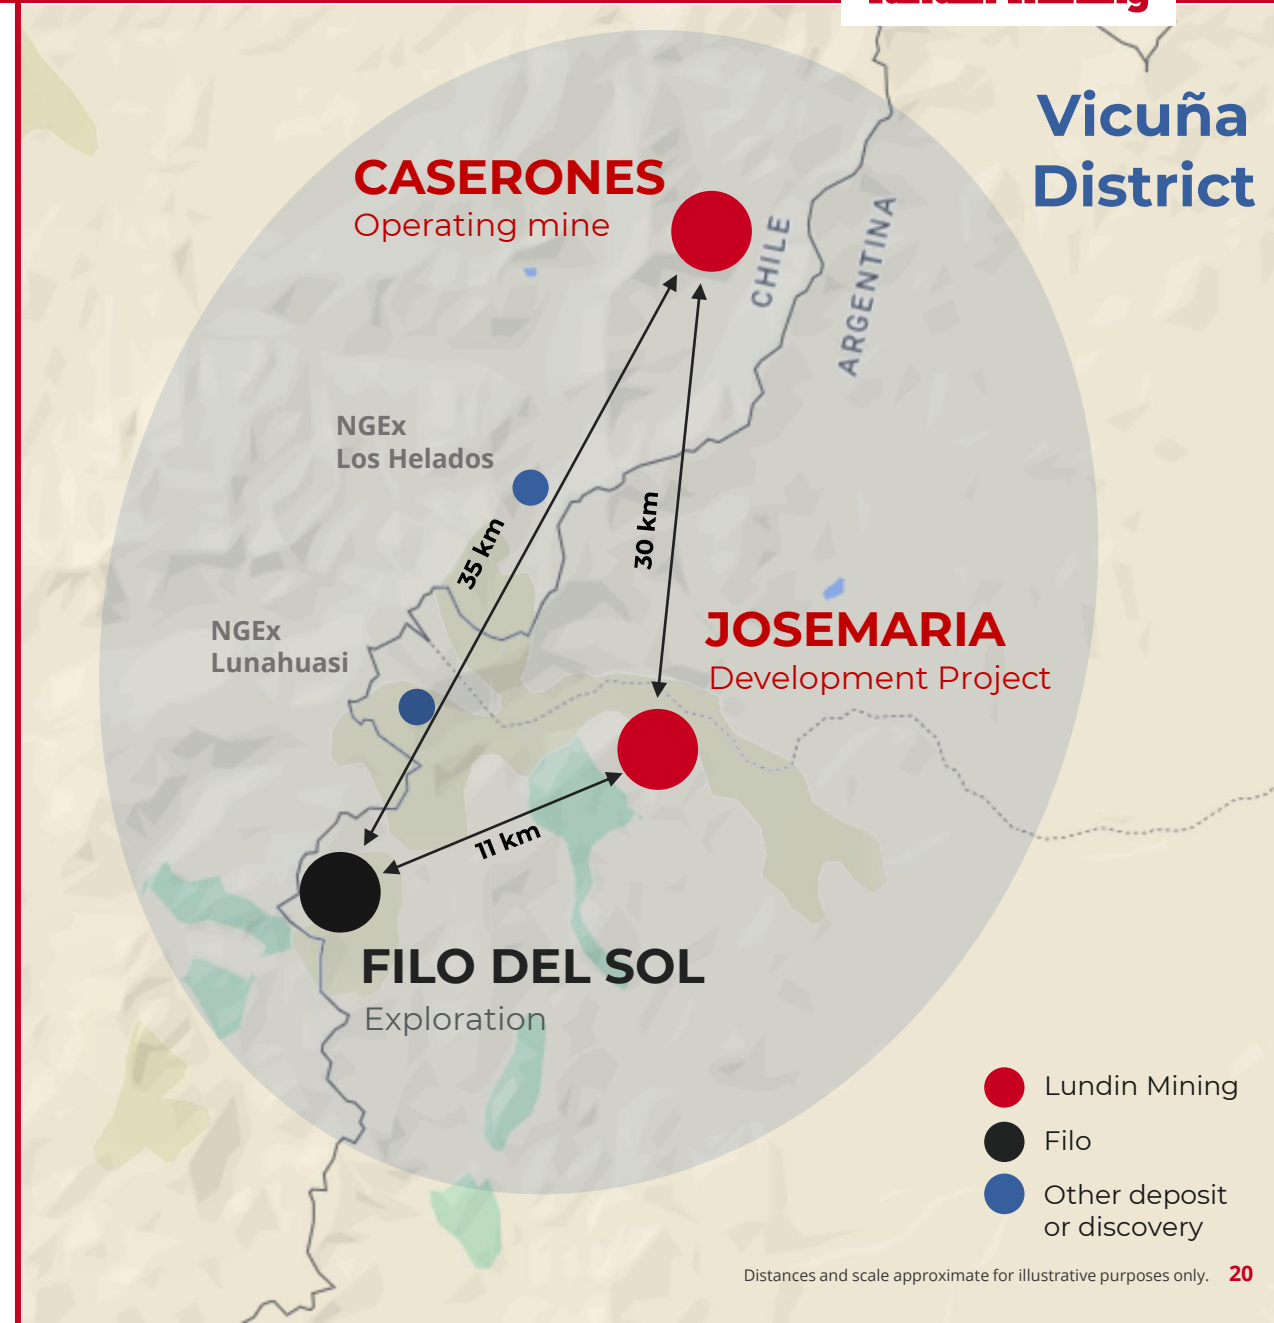 Vicuña
District
CASERONES
Operating mine
CHILE
ARGENTINA
NGEx
Los Helados
35 km
30 km
NGEx
Lunahuasi
JOSEMARIA
Development Project
11 km
FILO DEL SOL
Exploration
Lundin Mining
Filo
Other deposit
or discovery
Distances and scale approximate for illustrative purposes only. 20